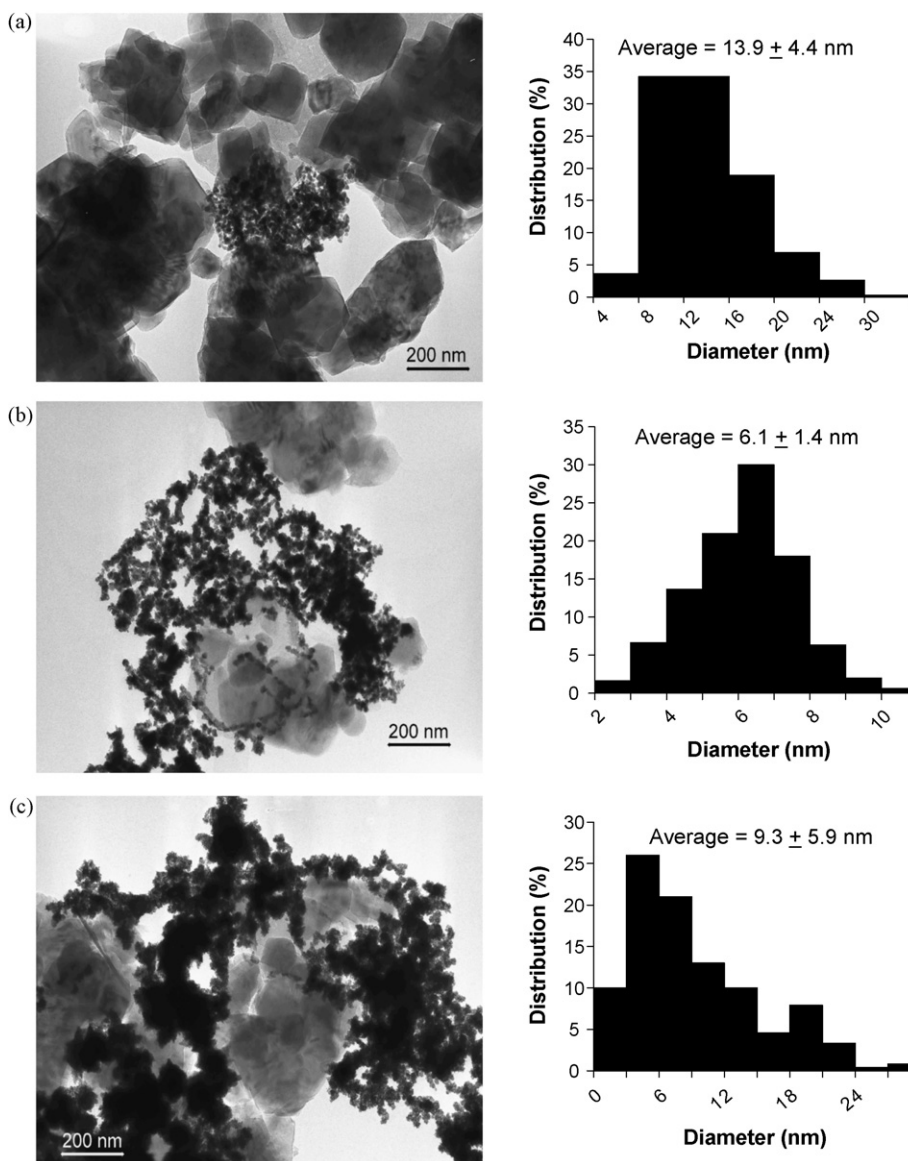 (a)
200 nm
Average = 13.9 ± 4.4 nm
Distribution (%)
40
35
30
25
20
15
10
5
0
4 8 12 16 20 24 30
Diameter (nm)
(b)
200 nm
Average = 6.1 ± 1.4 nm
Distribution (%)
35
30
25
20
15
10
5
0
2 4 6 8 10
Diameter (nm)
(c)
200 nm
Average = 9.3 ± 5.9 nm
Distribution (%)
30
25
20
15
10
5
0
0 6 12 18 24
Diameter (nm)